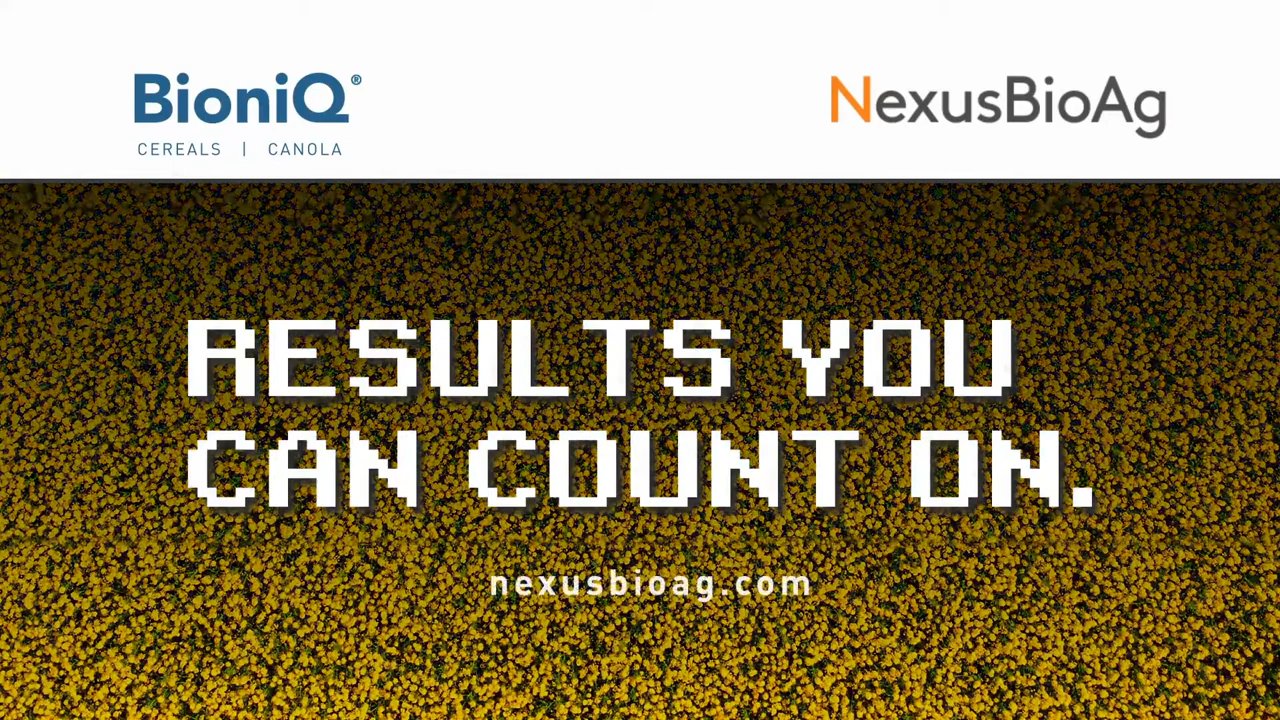 BioniQ®
CEREALS | CANOLA
NexusBioAg
RESULTS YOU
CAN COUNT ON.
nexusbioag.com